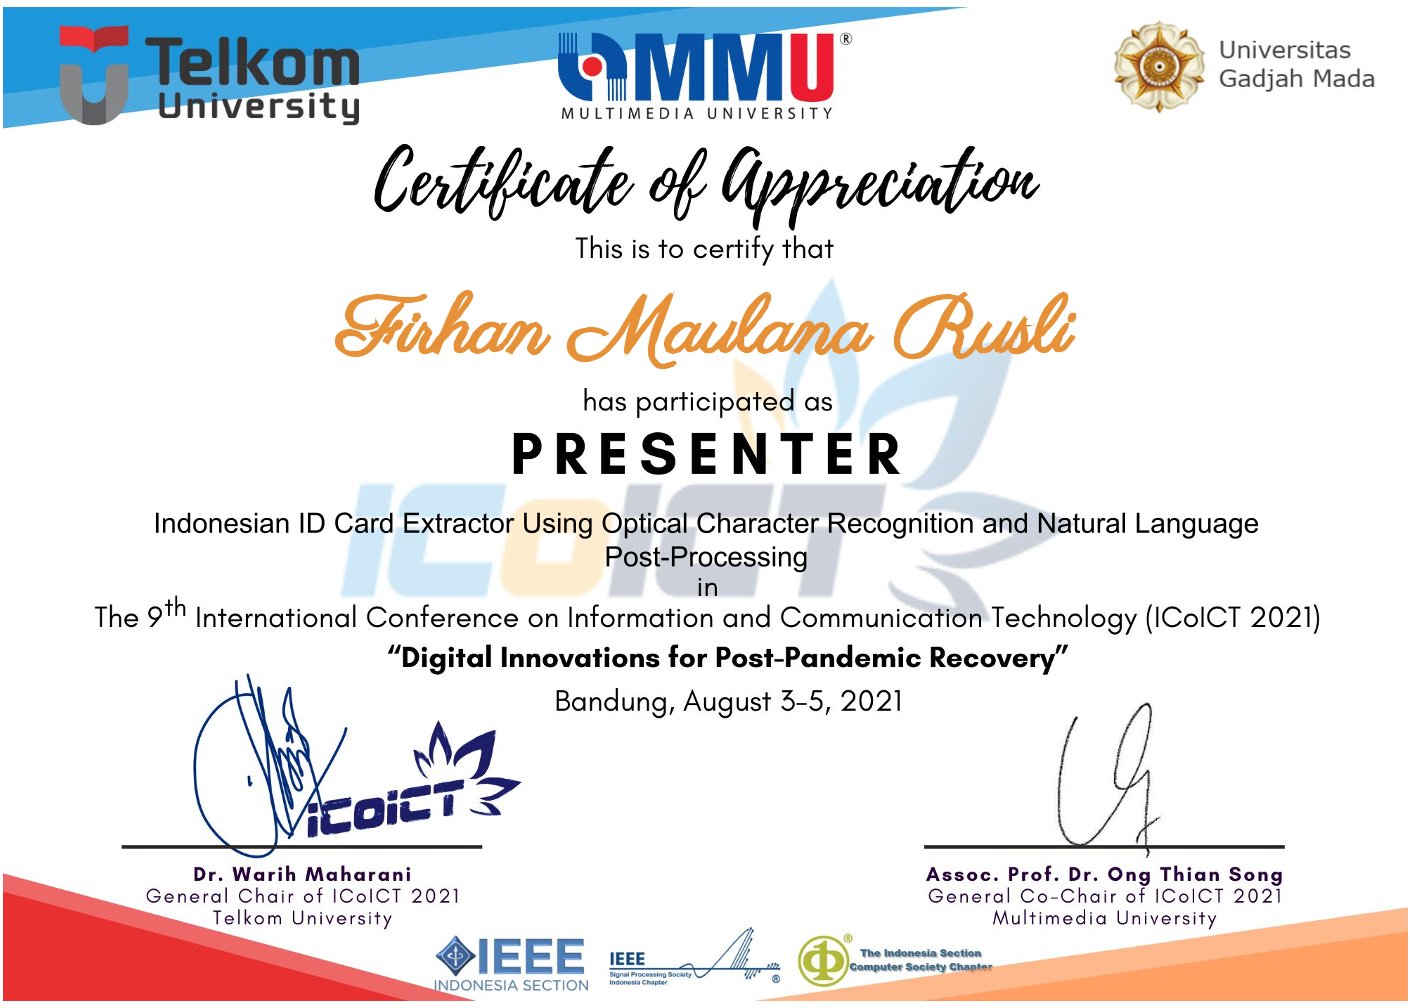 Telkom
University
MMU®
MULTIMEDIA UNIVERSITY
Universitas
Gadjah Mada
Certificate of Appreciation
This is to certify that
Firhan Maulana Rusli
has participated as
PRESENTER
ICoICT
Indonesian ID Card Extractor Using Optical Character Recognition and Natural Language
Post-Processing
in
The 9th International Conference on Information and Communication Technology (ICoICT 2021)
“Digital Innovations for Post-Pandemic Recovery”
Bandung, August 3-5, 2021
iCoiCT
Dr. Warih Maharani
General Chair of ICoICT 2021
Telkom University
Assoc. Prof. Dr. Ong Thian Song
General Co-Chair of ICoICT 2021
Multimedia University
IEEE
INDONESIA SECTION
IEEE
Signal Processing Society
Indonesia Chapter
®
®
The Indonesia Section
Computer Society Chapter